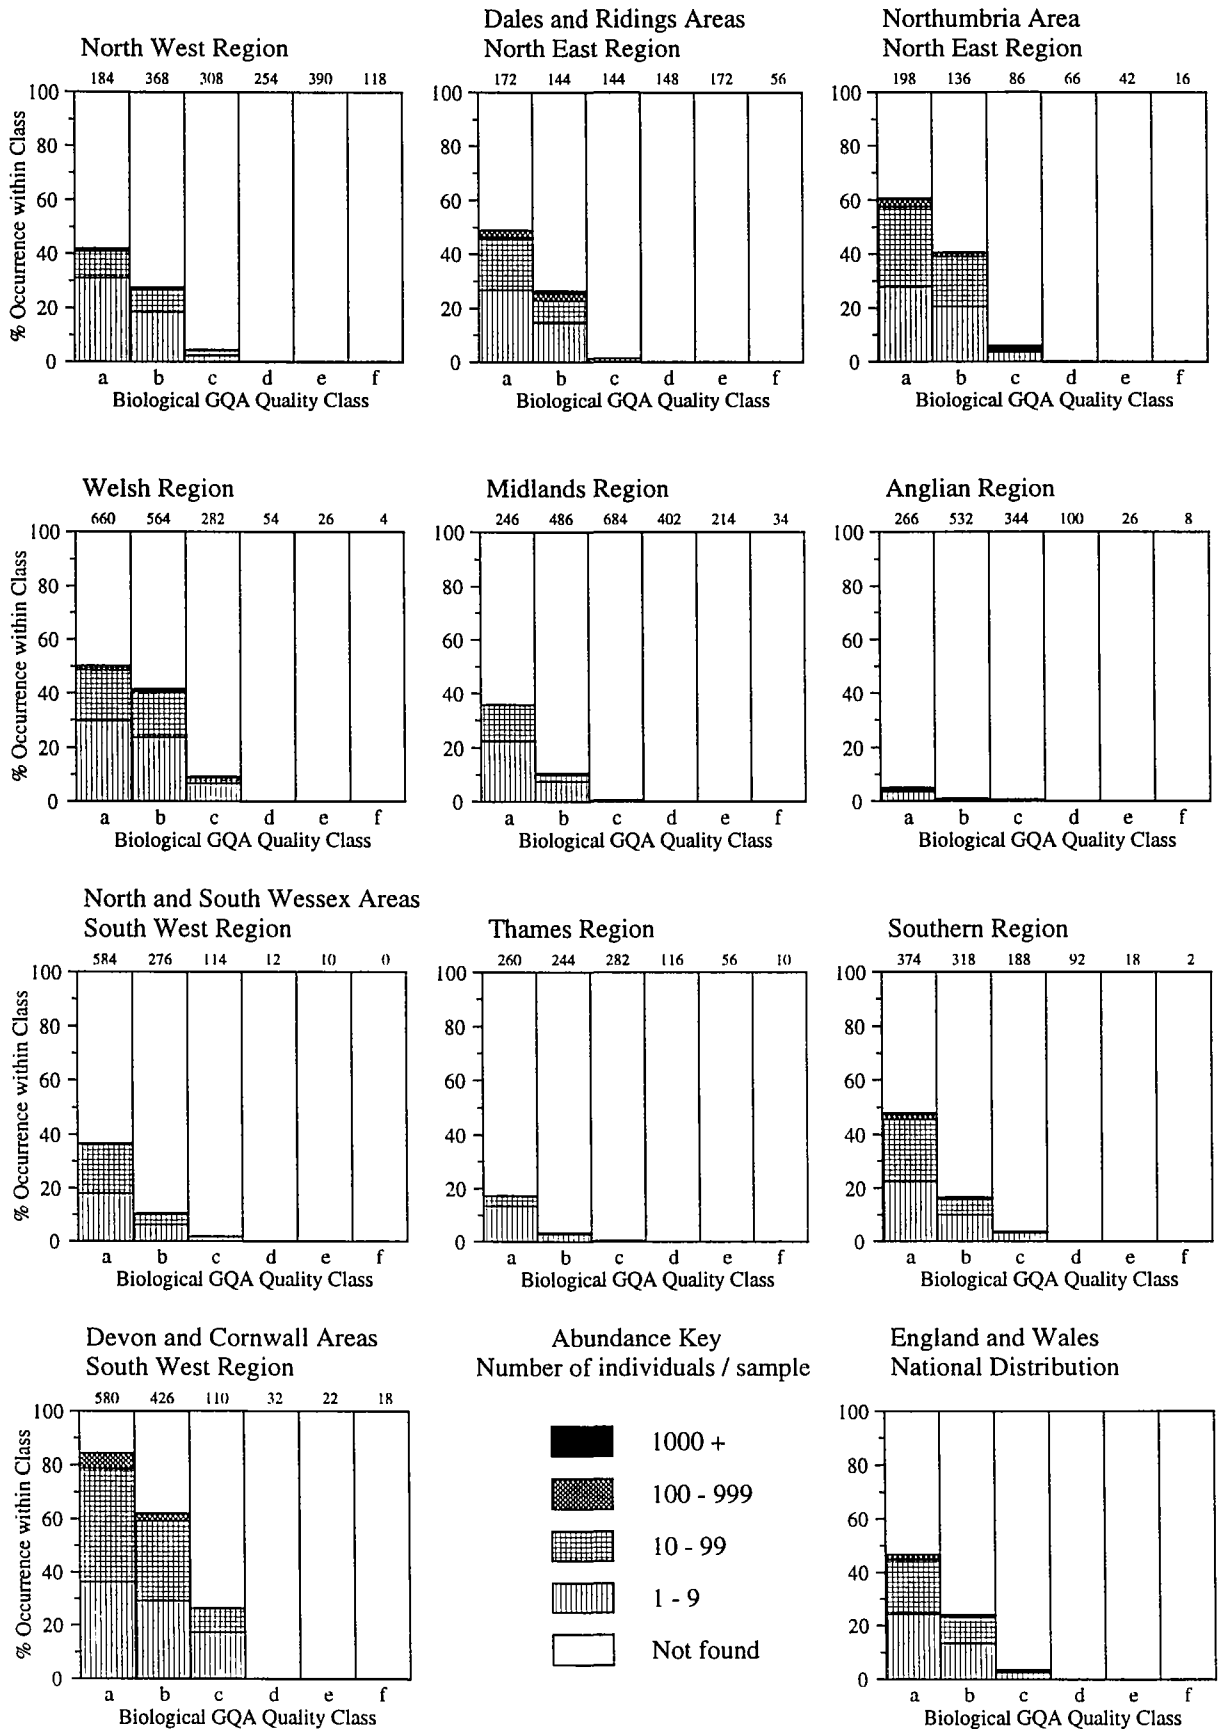 North West Region
184 368 308 254 390 118
% Occurrence within Class
100
80
60
40
20
0
a b c d e f
Biological GQA Quality Class
Dales and Ridings Areas
North East Region
172 144 144 148 172 56
100
80
60
40
20
0
a b c d e f
Biological GQA Quality Class
Northumbria Area
North East Region
198 136 86 66 42 16
100
80
60
40
20
0
a b c d e f
Biological GQA Quality Class
Welsh Region
660 564 282 54 26 4
% Occurrence within Class
100
80
60
40
20
0
a b c d e f
Biological GQA Quality Class
Midlands Region
246 486 684 402 214 34
100
80
60
40
20
0
a b c d e f
Biological GQA Quality Class
Anglian Region
266 532 344 100 26 8
100
80
60
40
20
0
a b c d e f
Biological GQA Quality Class
North and South Wessex Areas
South West Region
584 276 114 12 10 0
% Occurrence within Class
100
80
60
40
20
0
a b c d e f
Biological GQA Quality Class
Thames Region
260 244 282 116 56 10
100
80
60
40
20
0
a b c d e f
Biological GQA Quality Class
Southern Region
374 318 188 92 18 2
100
80
60
40
20
0
a b c d e f
Biological GQA Quality Class
Devon and Cornwall Areas
South West Region
580 426 110 32 22 18
% Occurrence within Class
100
80
60
40
20
0
a b c d e f
Biological GQA Quality Class
Abundance Key
Number of individuals / sample
1000 +
100 - 999
10 - 99
1 - 9
Not found
England and Wales
National Distribution
100
80
60
40
20
0
a b c d e f
Biological GQA Quality Class